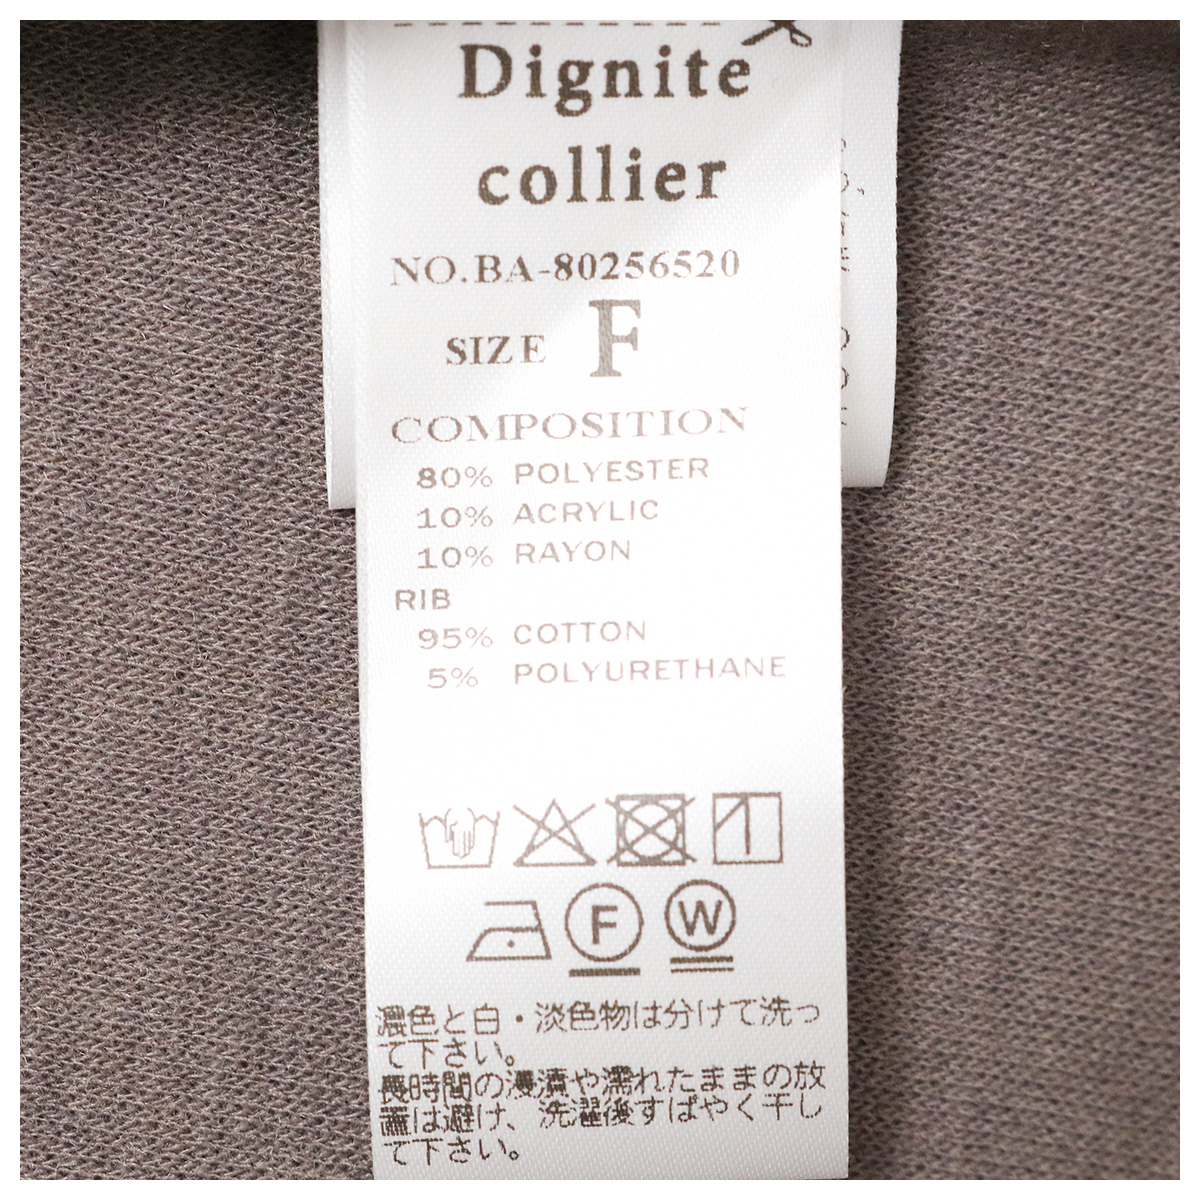 Dignite
collier
NO.BA-80256520
SIZE F
COMPOSITION
80% POLYESTER
10% ACRYLIC
10% RAYON
RIB
95% COTTON
5% POLYURETHANE
F W
濃色と白・淡色物は分けて洗っ
て下さい。
長時間の浸漬や濡れたままの放
置は避け、洗濯後すばやく干し
て下さい。